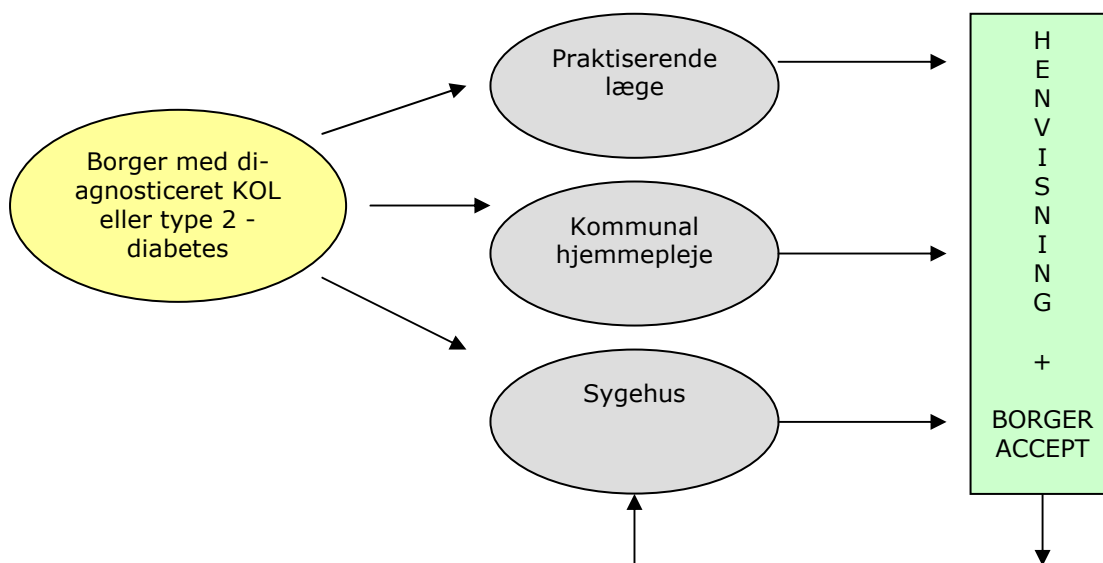 Borger med di-
agnosticeret KOL
eller type 2 -
diabetes
Praktiserende
læge
Kommunal
hjemmepleje
Sygehus
H
E
N
V
I
S
N
I
N
G
+
BORGER
ACCEPT